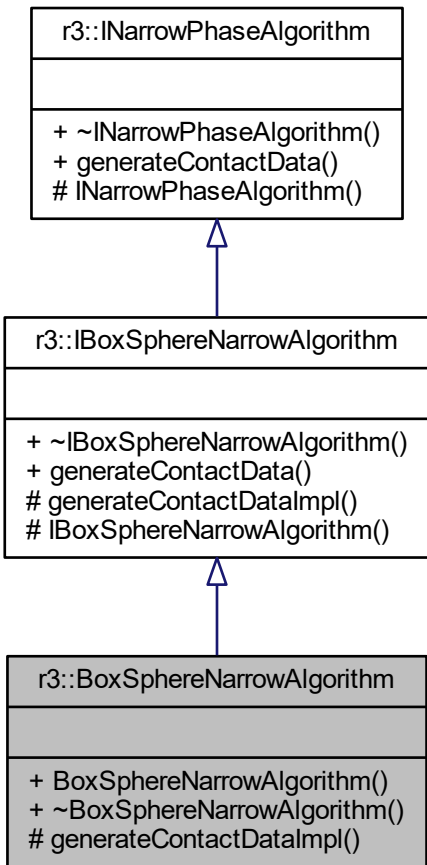 r3::INarrowPhaseAlgorithm
+ ~INarrowPhaseAlgorithm()
+ generateContactData()
# INarrowPhaseAlgorithm()
r3::IBoxSphereNarrowAlgorithm
+ ~IBoxSphereNarrowAlgorithm()
+ generateContactData()
# generateContactDataImpl()
# IBoxSphereNarrowAlgorithm()
r3::BoxSphereNarrowAlgorithm
+ BoxSphereNarrowAlgorithm()
+ ~BoxSphereNarrowAlgorithm()
# generateContactDataImpl()